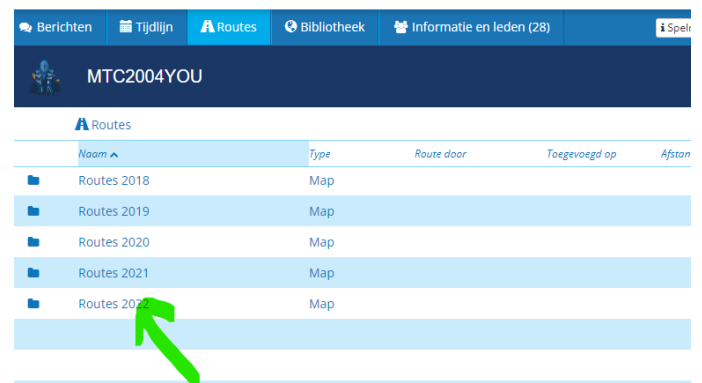 Berichten Tijdlijn Routes Bibliotheek Informatie en leden (28)
MTC2004YOU
Routes
Naam Type Route door Toegevoegd op
Routes 2018 Map
Routes 2019 Map
Routes 2020 Map
Routes 2021 Map
Routes 2022 Map